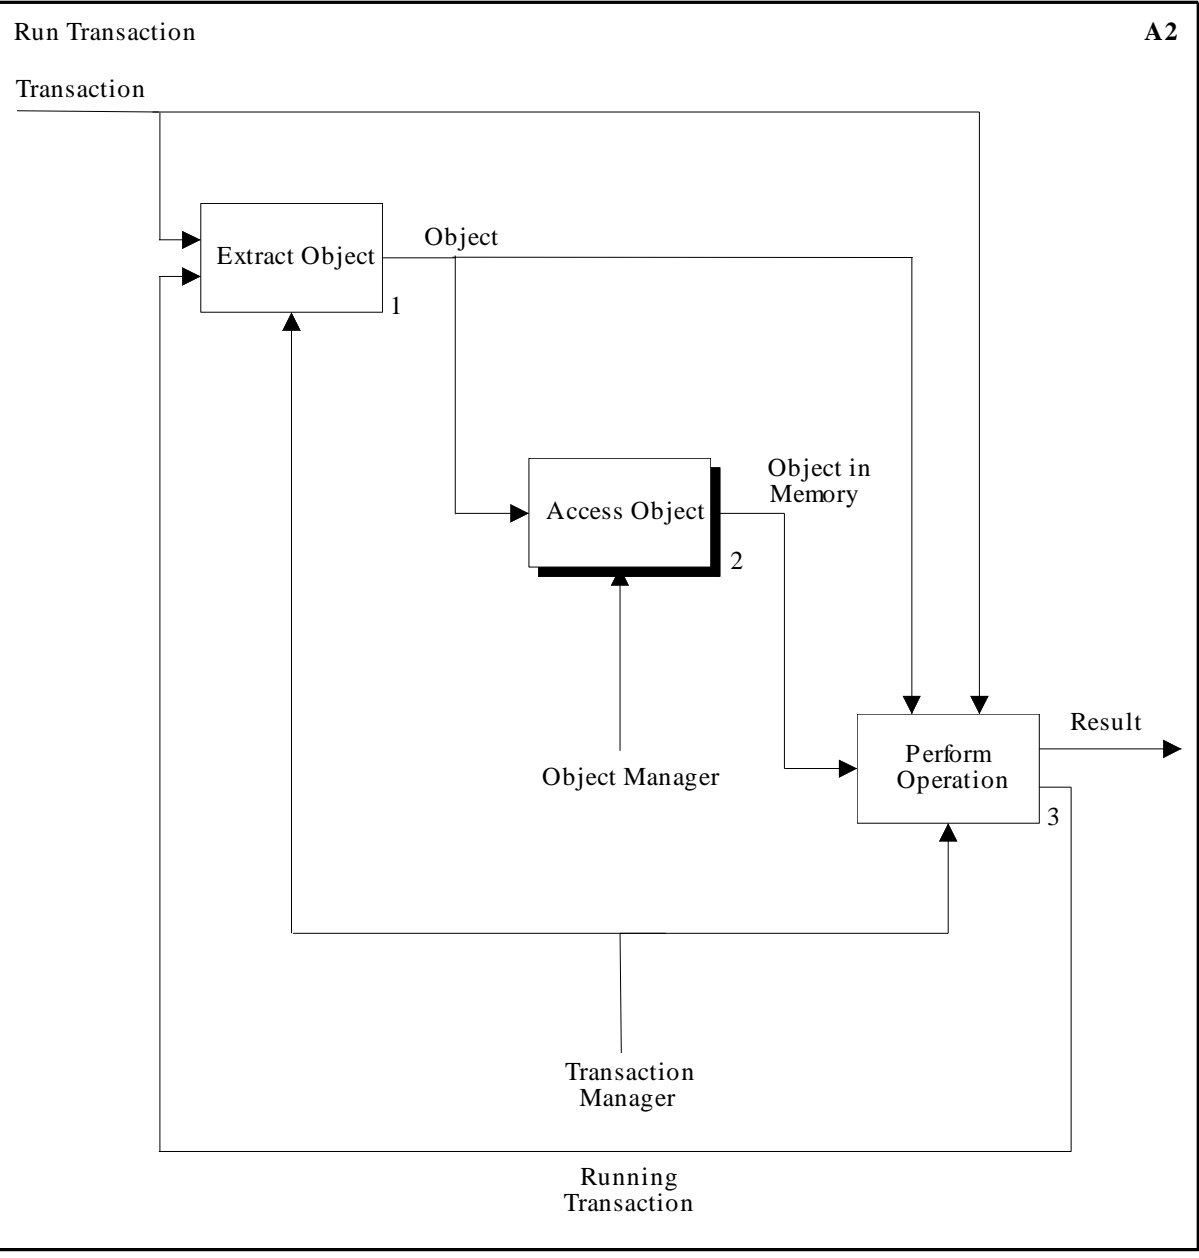 Run Transaction
A2
Transaction
Extract Object
1
Object
Object in
Memory
Access Object
2
Object Manager
Result
Perform
Operation
3
Transaction
Manager
Running
Transaction